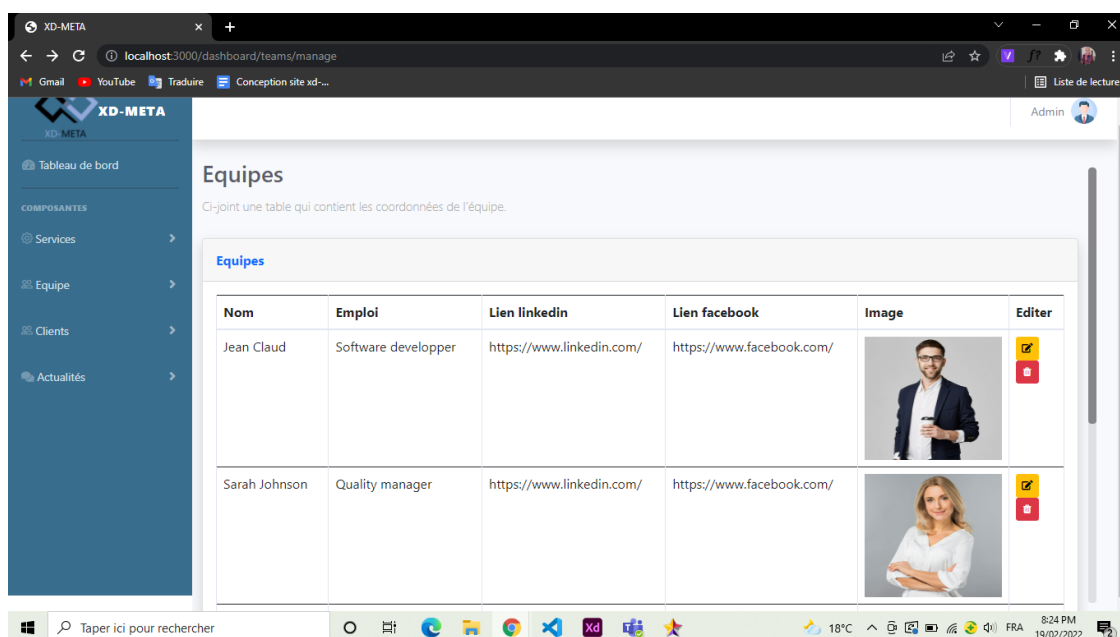 XD-META
localhost:3000/dashboard/teams/manage
Gmail YouTube Traduire Conception site xd-... Liste de lecture
XD-META
XD-META
Admin
Tableau de bord
COMPOSANTES
Services
Equipe
Clients
Actualités
Equipes
Ci-joint une table qui contient les coordonnées de l'équipe.
Equipes
Nom Emploi Lien linkedin Lien facebook Image Editer
Jean Claud Software developper https://www.linkedin.com/ https://www.facebook.com/
Sarah Johnson Quality manager https://www.linkedin.com/ https://www.facebook.com/
Taper ici pour rechercher
Xd
18°C
FRA
8:24 PM